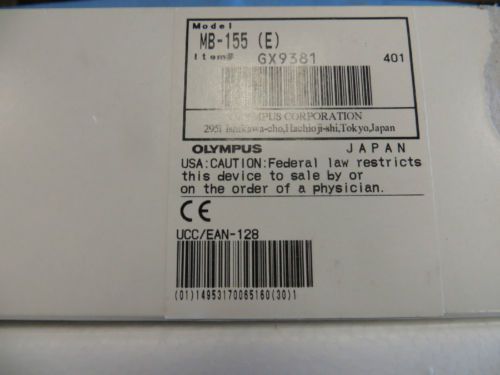 Model
MB-155 (E)
Item# GX9381 401
OLYMPUS CORPORATION
2951 Ishikawa-cho,Hachioji-shi,Tokyo,Japan
OLYMPUS JAPAN
USA:CAUTION:Federal law restricts
this device to sale by or
on the order of a physician.
CE
UCC/EAN-128
(01)14953170065160(30)1